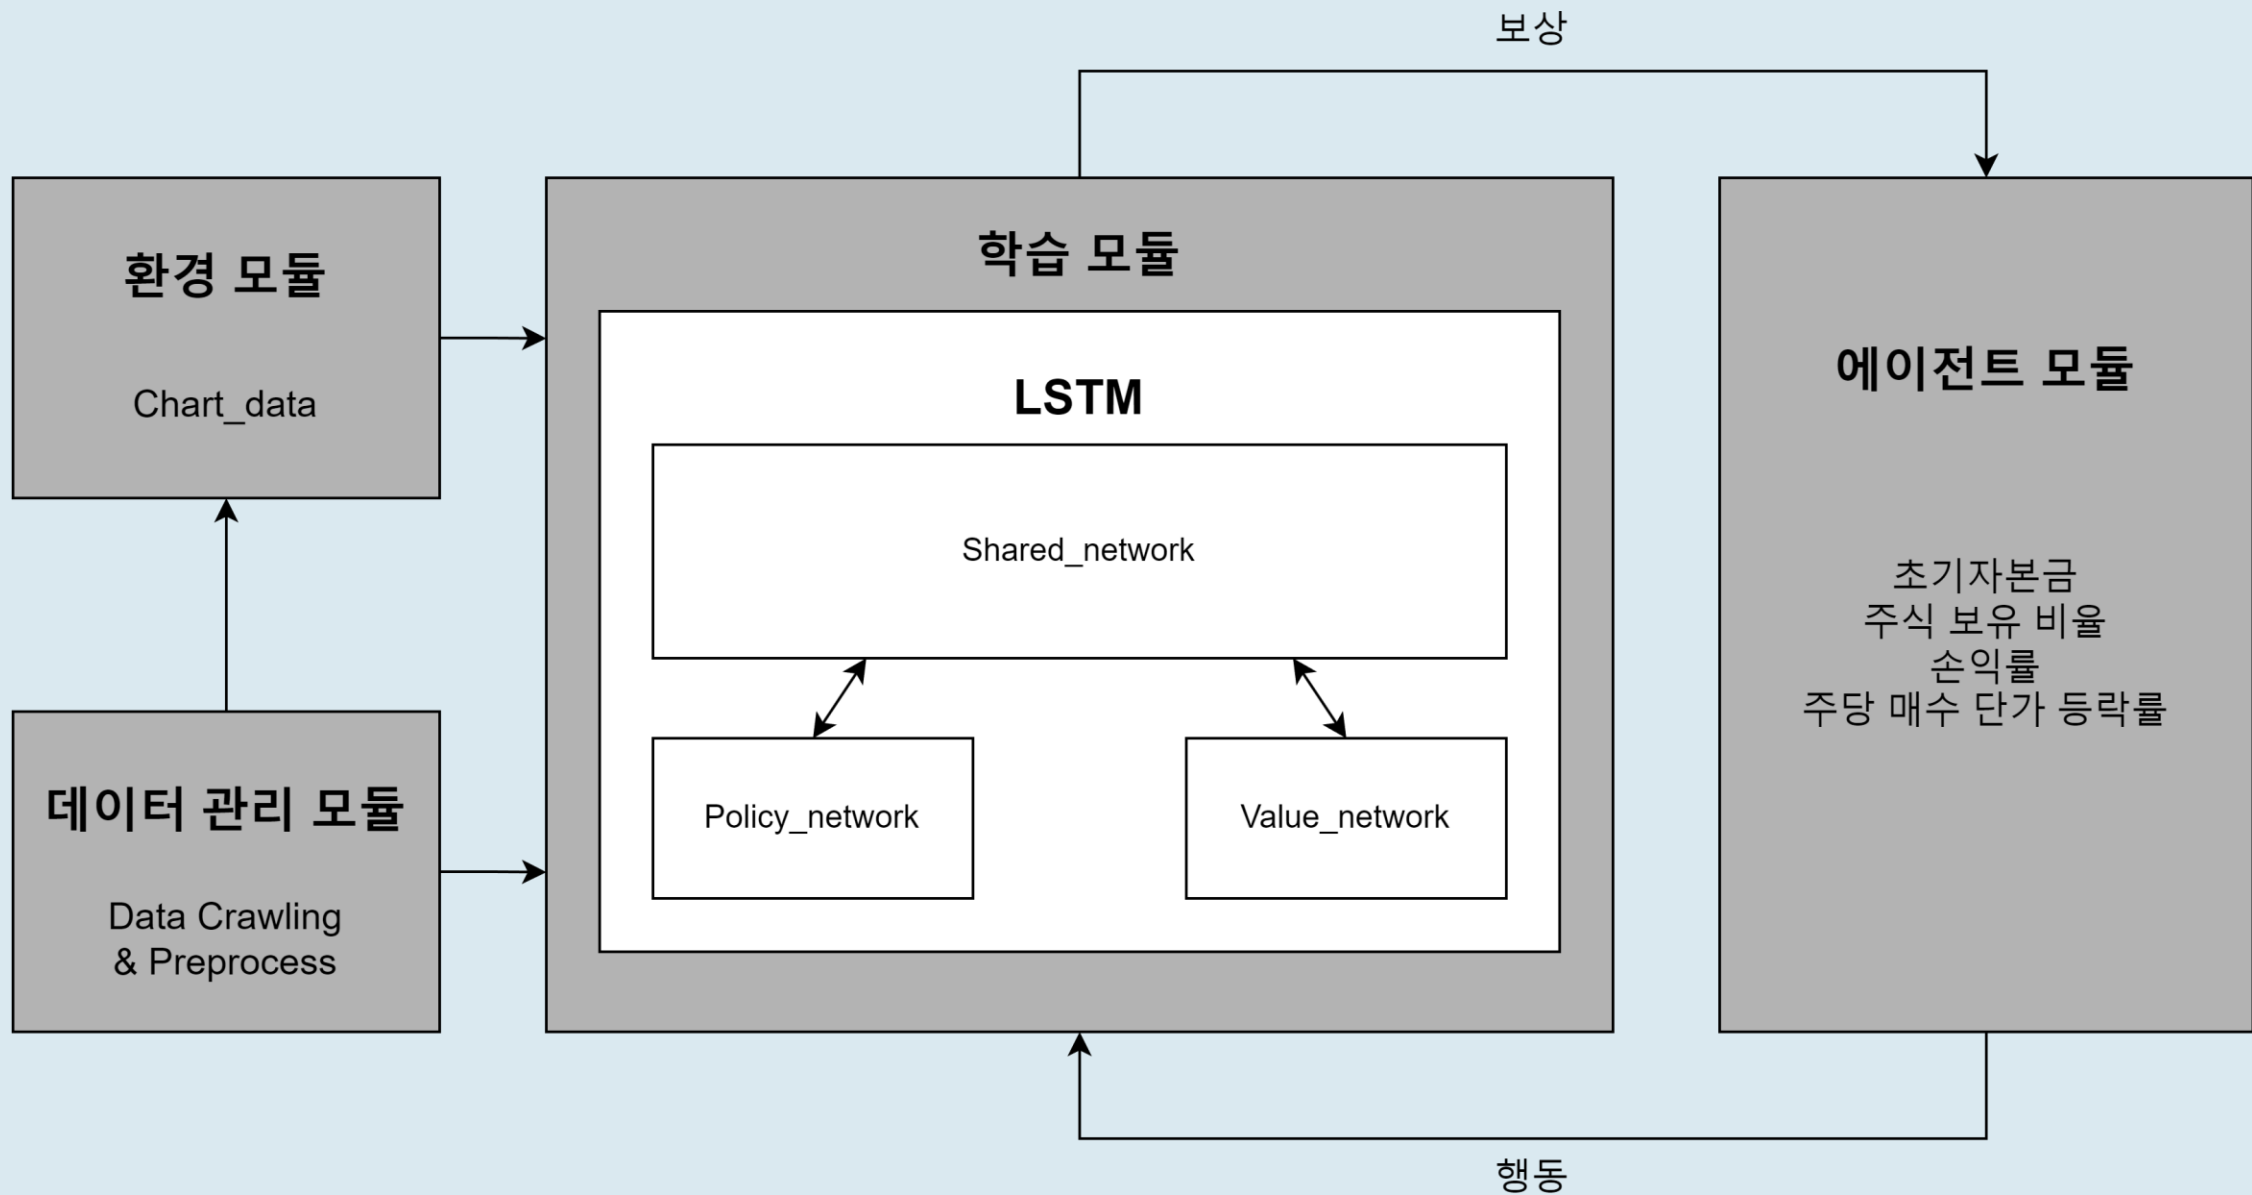 보상
환경 모듈
Chart_data
데이터 관리 모듈
Data Crawling
& Preprocess
학습 모듈
LSTM
Shared_network
Policy_network
Value_network
에이전트 모듈
초기자본금
주식 보유 비율
손익률
주당 매수 단가 등락률
행동